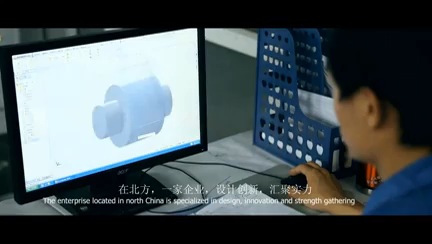 acer
在北方，一家企业，设计创新，汇聚实力
The enterprise located in north China is specialized in design, innovation and strength gathering